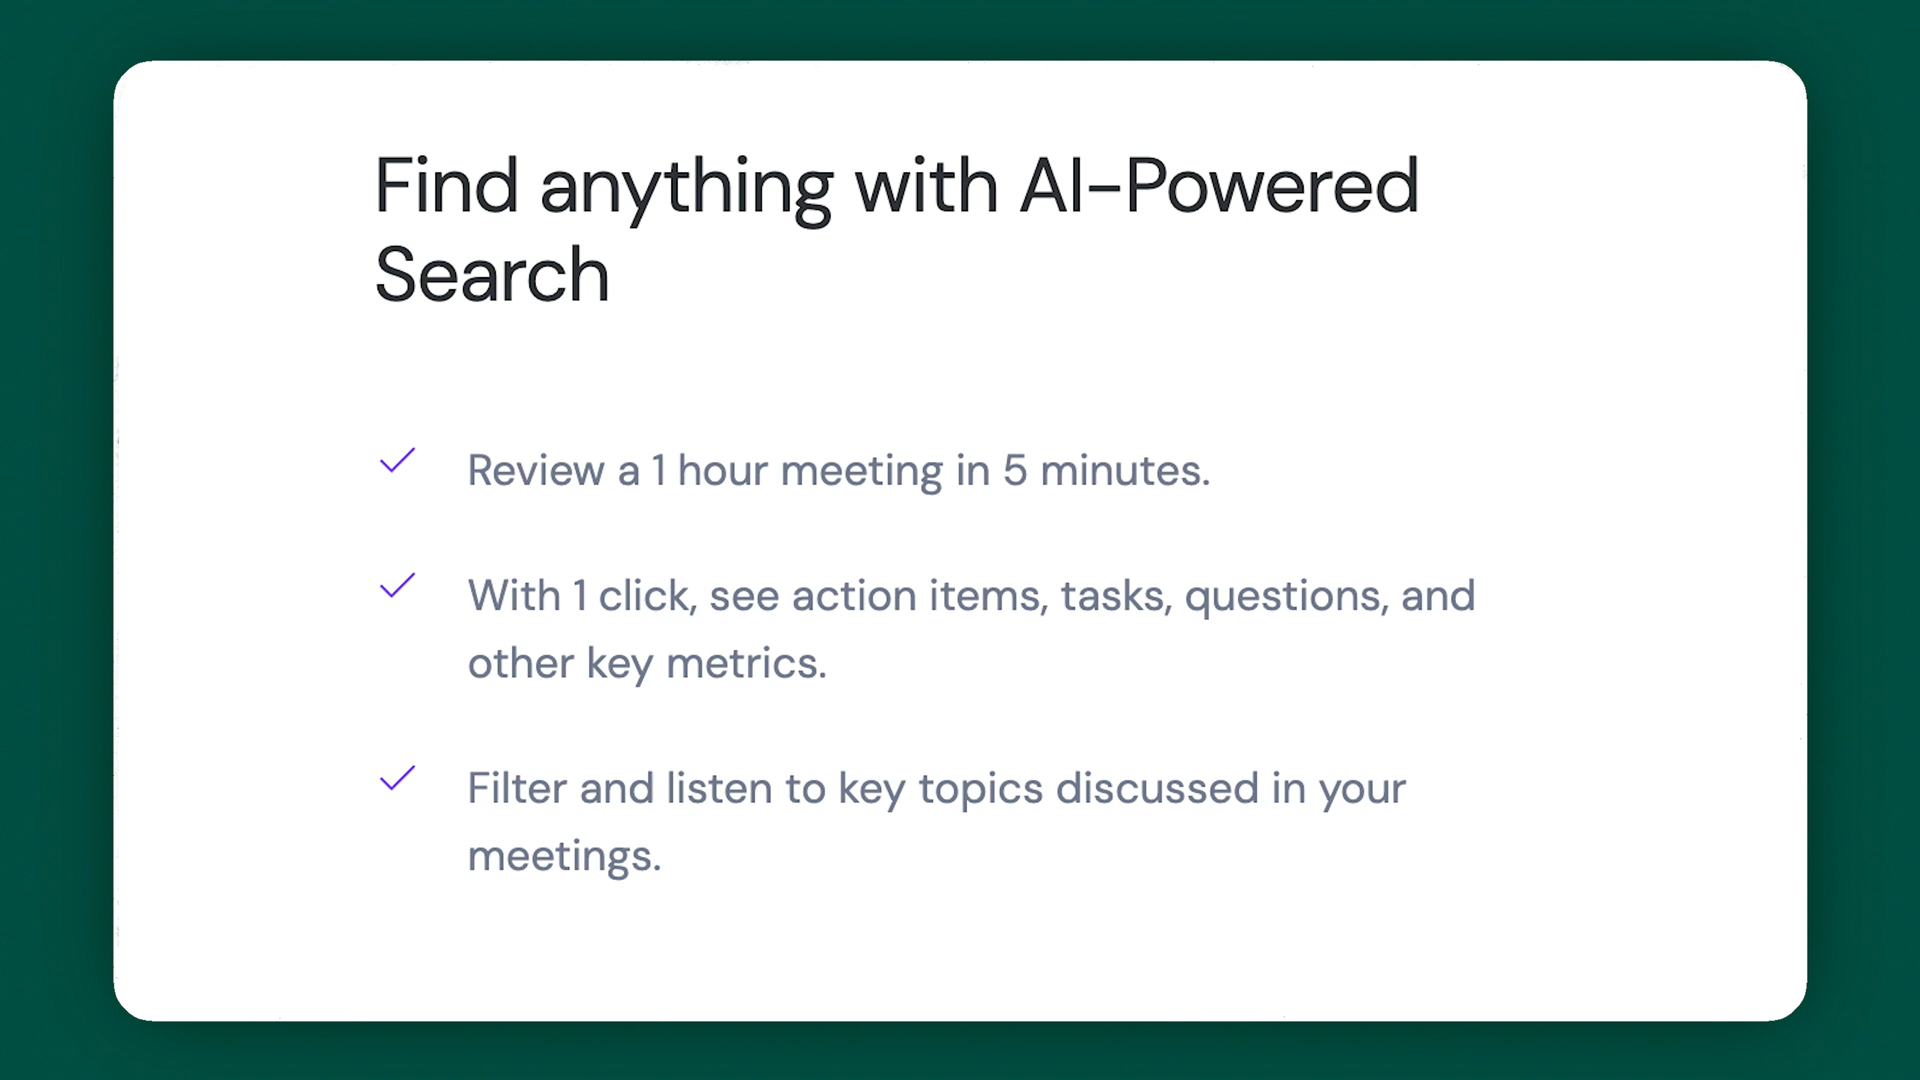 Find anything with AI-Powered
Search
Review a 1 hour meeting in 5 minutes.
With 1 click, see action items, tasks, questions, and
other key metrics.
Filter and listen to key topics discussed in your
meetings.